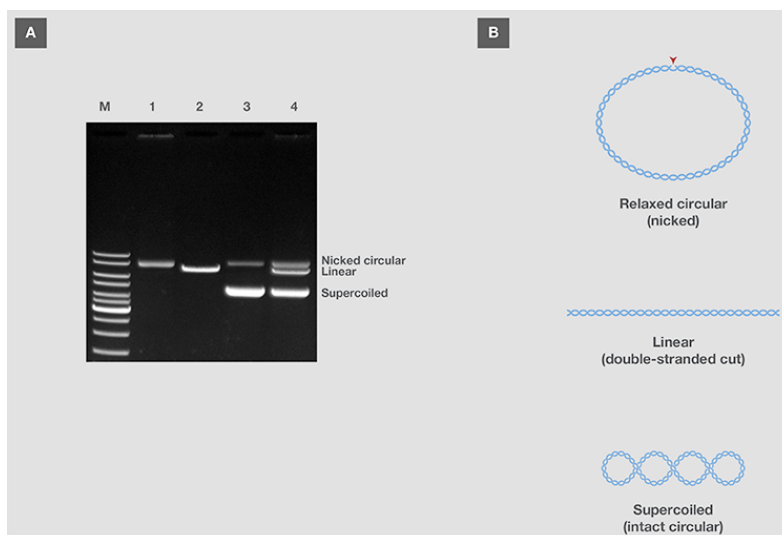 A
B
M 1 2 3 4
Nicked circular
Linear
Supercoiled
Relaxed circular
(nicked)
Linear
(double-stranded cut)
Supercoiled
(intact circular)